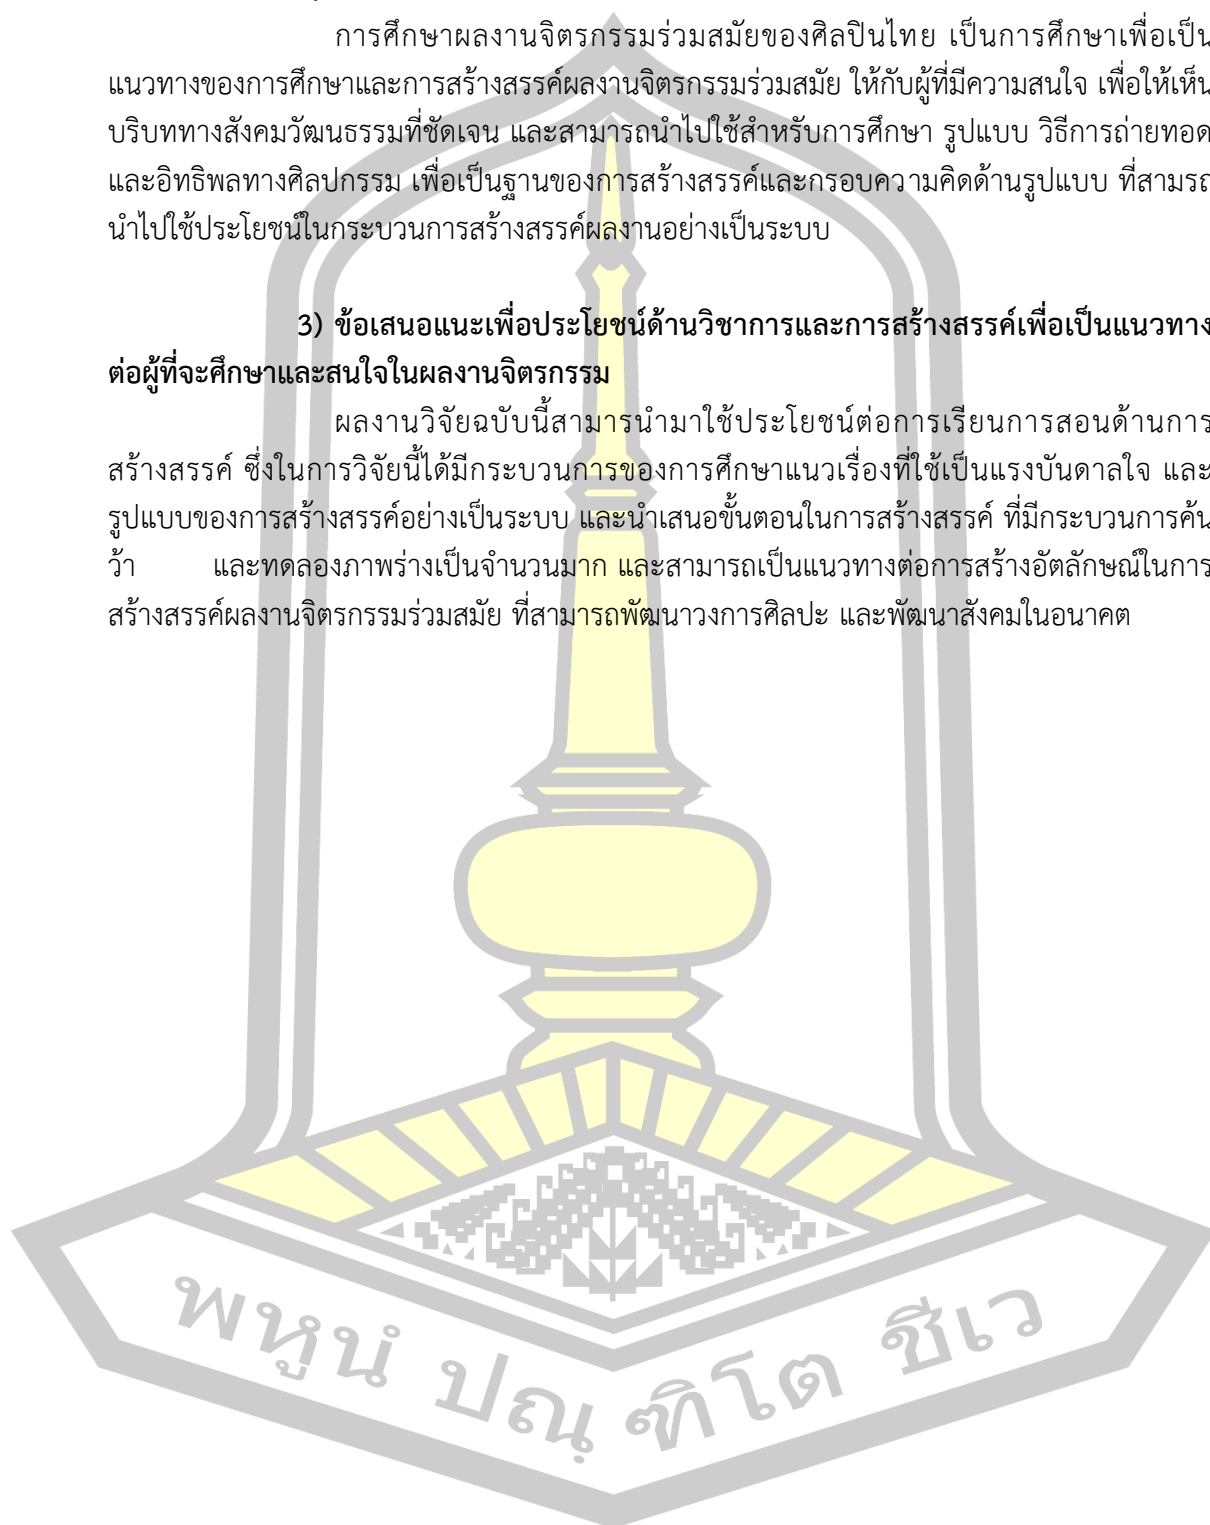 การศึกษาผลงานจิตรกรรมร่วมสมัยของศิลปินไทย เป็นการศึกษาเพื่อเป็น
แนวทางของการศึกษาและการสร้างสรรค์ผลงานจิตรกรรมร่วมสมัย ให้กับผู้ที่มีความสนใจ เพื่อให้เห็น
บริบททางสังคมวัฒนธรรมที่ชัดเจน และสามารถนำไปใช้สำหรับการศึกษา รูปแบบ วิธีการถ่ายทอด
และอิทธิพลทางศิลปกรรม เพื่อเป็นฐานของการสร้างสรรค์และกรอบความคิดด้านรูปแบบ ที่สามรถ
นำไปใช้ประโยชน์ในกระบวนการสร้างสรรค์ผลงานอย่างเป็นระบบ
3) ข้อเสนอแนะเพื่อประโยชน์ด้านวิชาการและการสร้างสรรค์เพื่อเป็นแนวทาง
ต่อผู้ที่จะศึกษาและสนใจในผลงานจิตรกรรม
ผลงานวิจัยฉบับนี้สามารนำมาใช้ประโยชน์ต่อการเรียนการสอนด้านการ
สร้างสรรค์ ซึ่งในการวิจัยนี้ได้มีกระบวนการของการศึกษาแนวเรื่องที่ใช้เป็นแรงบันดาลใจ และ
รูปแบบของการสร้างสรรค์อย่างเป็นระบบ และนำเสนอขั้นตอนในการสร้างสรรค์ ที่มีกระบวนการค้น
ว้า และทดลองภาพร่างเป็นจำนวนมาก และสามารถเป็นแนวทางต่อการสร้างอัตลักษณ์ในการ
สร้างสรรค์ผลงานจิตรกรรมร่วมสมัย ที่สามารถพัฒนาวงการศิลปะ และพัฒนาสังคมในอนาคต
พหูนํ ปณฺฑิโต ชีเว